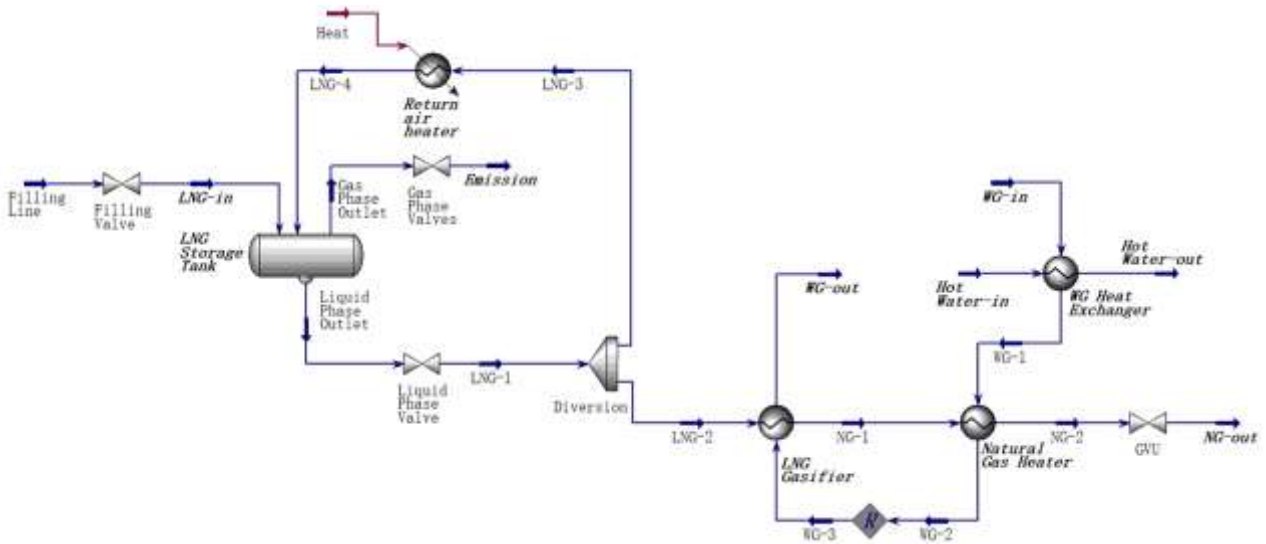 Heat
LNG-4
LNG-3
Return
air
heater
Filling
Line
Filling
Valve
LNG-in
Gas
Phase
Outlet
Gas
Phase
Valves
Emission
LNG
Storage
Tank
Liquid
Phase
Outlet
Liquid
Phase
Valve
LNG-1
Diversion
WG-in
WG-out
Hot
Water-in
Hot
Water-out
WG Heat
Exchanger
WG-1
LNG-2
LNG
Gasifier
NG-1
Natural
Gas Heater
NG-2
GVU
NG-out
WG-3
R
WG-2